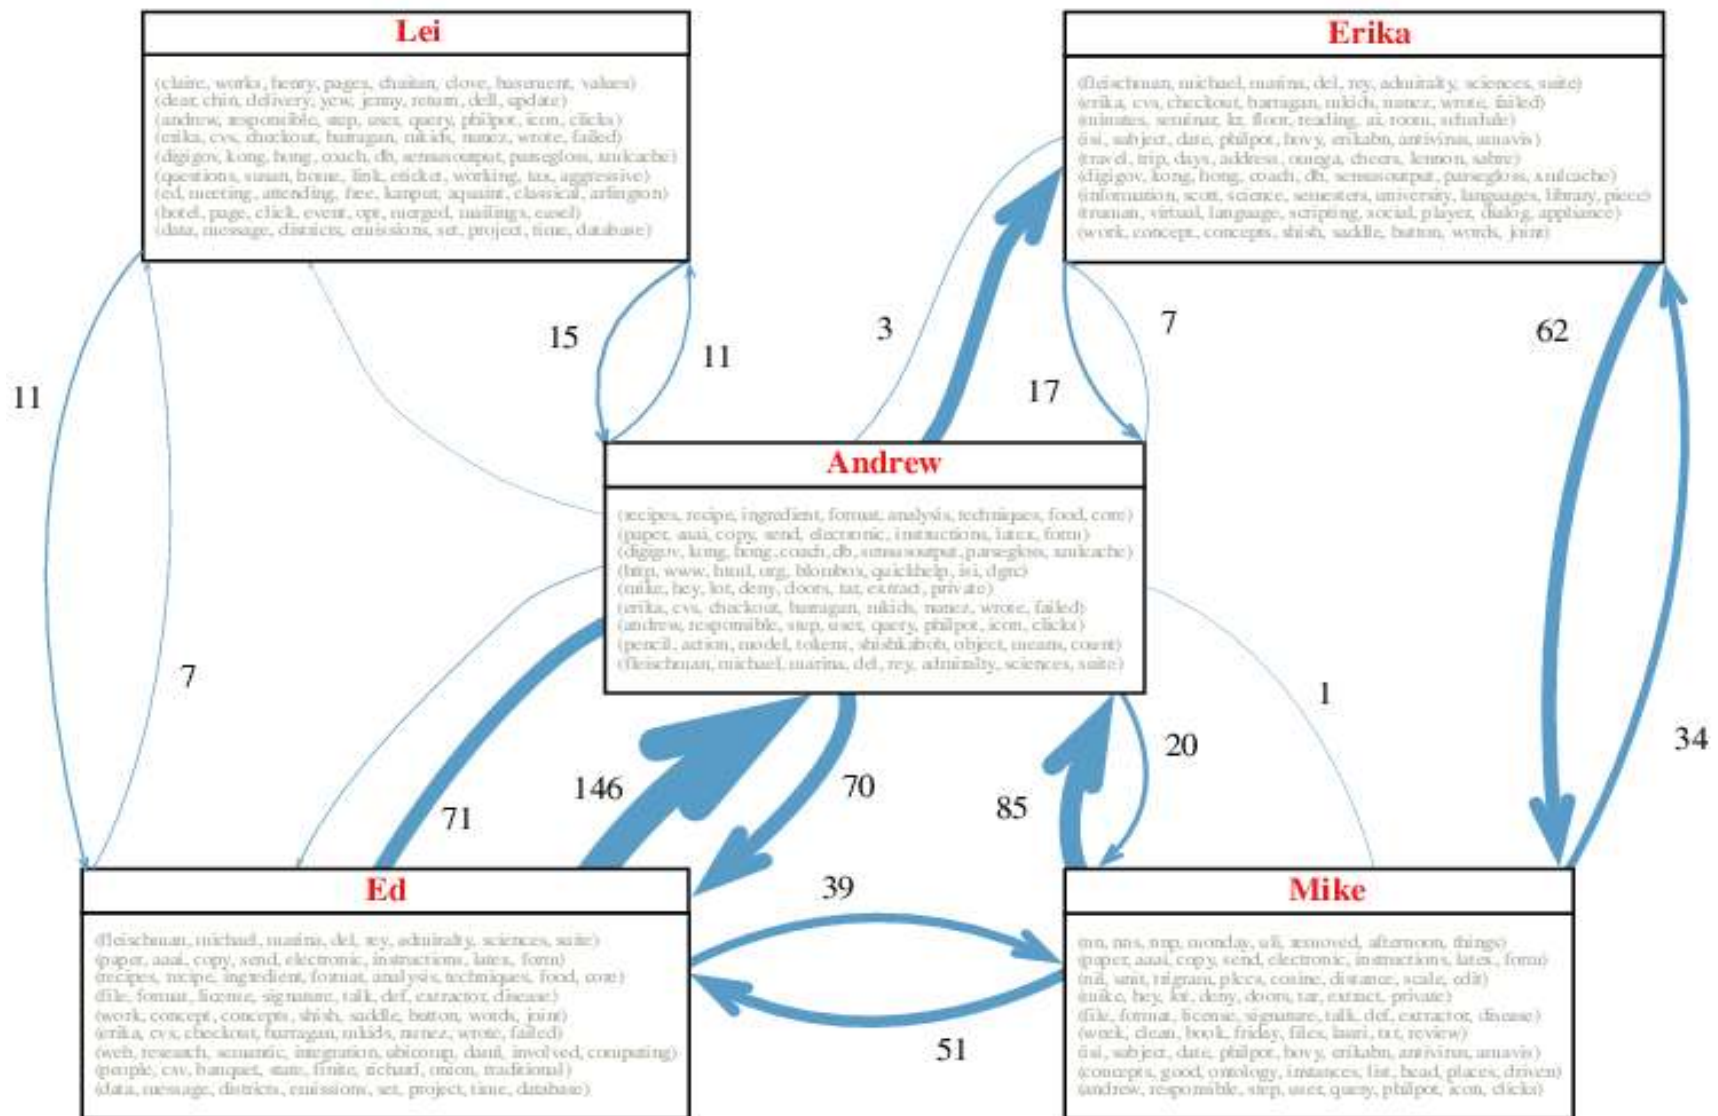 Lei
(claire, works, henry, pages, chaitan, clove, basement, values)
(dear, chin, delivery, yew, jenny, return, dell, update)
(andrew, responsible, step, user, query, philpot, icon, clicks)
(erika, cvs, checkout, barragan, nukids, nunez, wrote, failed)
(digigov, kong, hong, coach, db, sensusoutput, parsegloss, xmlcache)
(questions, susan, home, link, cricket, working, tax, aggressive)
(ed, meeting, attending, free, kanpur, aquaint, classical, arlington)
(hotel, page, click, event, opt, merged, mailings, easel)
(data, message, districts, emissions, set, project, time, database)
Erika
(fleischman, michael, marina, del, rey, admiralty, sciences, suite)
(erika, cvs, checkout, barragan, nukids, nunez, wrote, failed)
(minutes, seminar, kr, floor, reading, ai, room, schedule)
(isi, subject, date, philpot, hovy, erikabn, antivirus, amavis)
(travel, trip, days, address, omega, cheers, lennon, sabre)
(digigov, kong, hong, coach, db, sensusoutput, parsegloss, xmlcache)
(information, scott, science, semesters, university, languages, library, piece)
(truman, virtual, language, scripting, social, player, dialog, appliance)
(work, concept, concepts, shish, saddle, button, words, joint)
3
7
62
15
11
17
11
Andrew
(recipes, recipe, ingredient, format, analysis, techniques, food, core)
(paper, aaai, copy, send, electronic, instructions, latex, form)
(digigov, kong, hong, coach, db, sensusoutput, parsegloss, xmlcache)
(http, www, html, org, blombox, quickhelp, isi, dgrc)
(mike, hey, lot, deny, doors, tar, extract, private)
(erika, cvs, checkout, barragan, nukids, nunez, wrote, failed)
(andrew, responsible, step, user, query, philpot, icon, clicks)
(pencil, action, model, tokens, shishkabob, object, means, count)
(fleischman, michael, marina, del, rey, admiralty, sciences, suite)
7
1
34
20
146
70
85
71
39
51
Ed
(fleischman, michael, marina, del, rey, admiralty, sciences, suite)
(paper, aaai, copy, send, electronic, instructions, latex, form)
(recipes, recipe, ingredient, format, analysis, techniques, food, core)
(file, format, license, signature, talk, def, extractor, disease)
(work, concept, concepts, shish, saddle, button, words, joint)
(erika, cvs, checkout, barragan, nukids, nunez, wrote, failed)
(web, research, semantic, integration, ubicomp, involved, computing)
(people, csv, banquet, state, finite, richard, onion, traditional)
(data, message, districts, emissions, set, project, time, database)
Mike
(nn, nns, nnp, monday, uli, removed, afternoon, things)
(paper, aaai, copy, send, electronic, instructions, latex, form)
(nil, unit, trigram, plccs, cosine, distance, scale, edit)
(mike, hey, lot, deny, doors, tar, extract, private)
(file, format, license, signature, talk, def, extractor, disease)
(week, clean, book, friday, files, lauri, txt, review)
(isi, subject, date, philpot, hovy, erikabn, antivirus, amavis)
(concepts, good, ontology, instances, list, head, places, driven)
(andrew, responsible, step, user, query, philpot, icon, clicks)